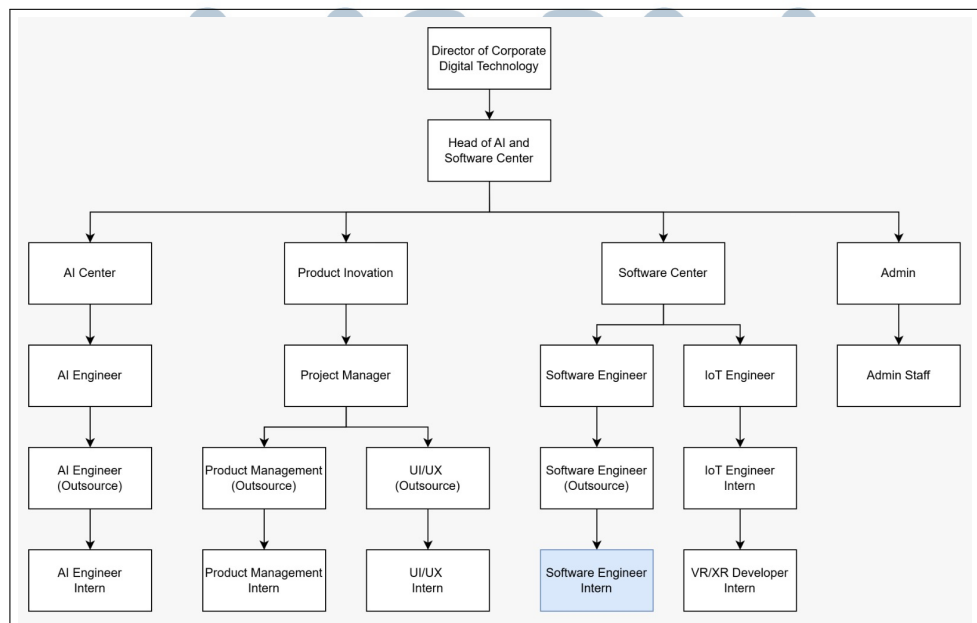 Director of Corporate
Digital Technology
Head of AI and
Software Center
AI Center
Product Inovation
Software Center
Admin
AI Engineer
Project Manager
Software Engineer
IoT Engineer
Admin Staff
AI Engineer
(Outsource)
Product Management
(Outsource)
UI/UX
(Outsource)
Software Engineer
(Outsource)
IoT Engineer
Intern
AI Engineer
Intern
Product Management
Intern
UI/UX
Intern
Software Engineer
Intern
VR/XR Developer
Intern